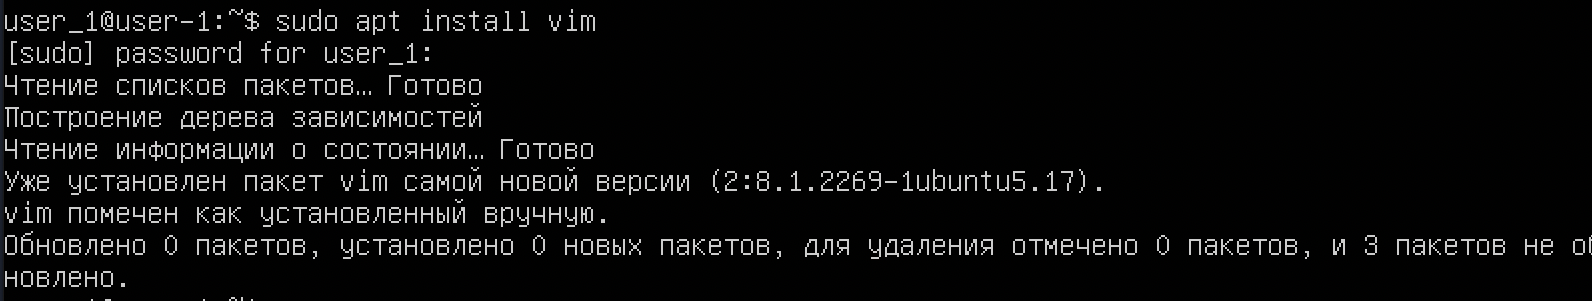 user_1@user-1:~$ sudo apt install vim
[sudo] password for user_1:
Чтение списков пакетов… Готово
Построение дерева зависимостей
Чтение информации о состоянии… Готово
Уже установлен пакет vim самой новой версии (2:8.1.2269-1ubuntu5.17).
vim помечен как установленный вручную.
Обновлено 0 пакетов, установлено 0 новых пакетов, для удаления отмечено 0 пакетов, и 3 пакетов не об
новлено.